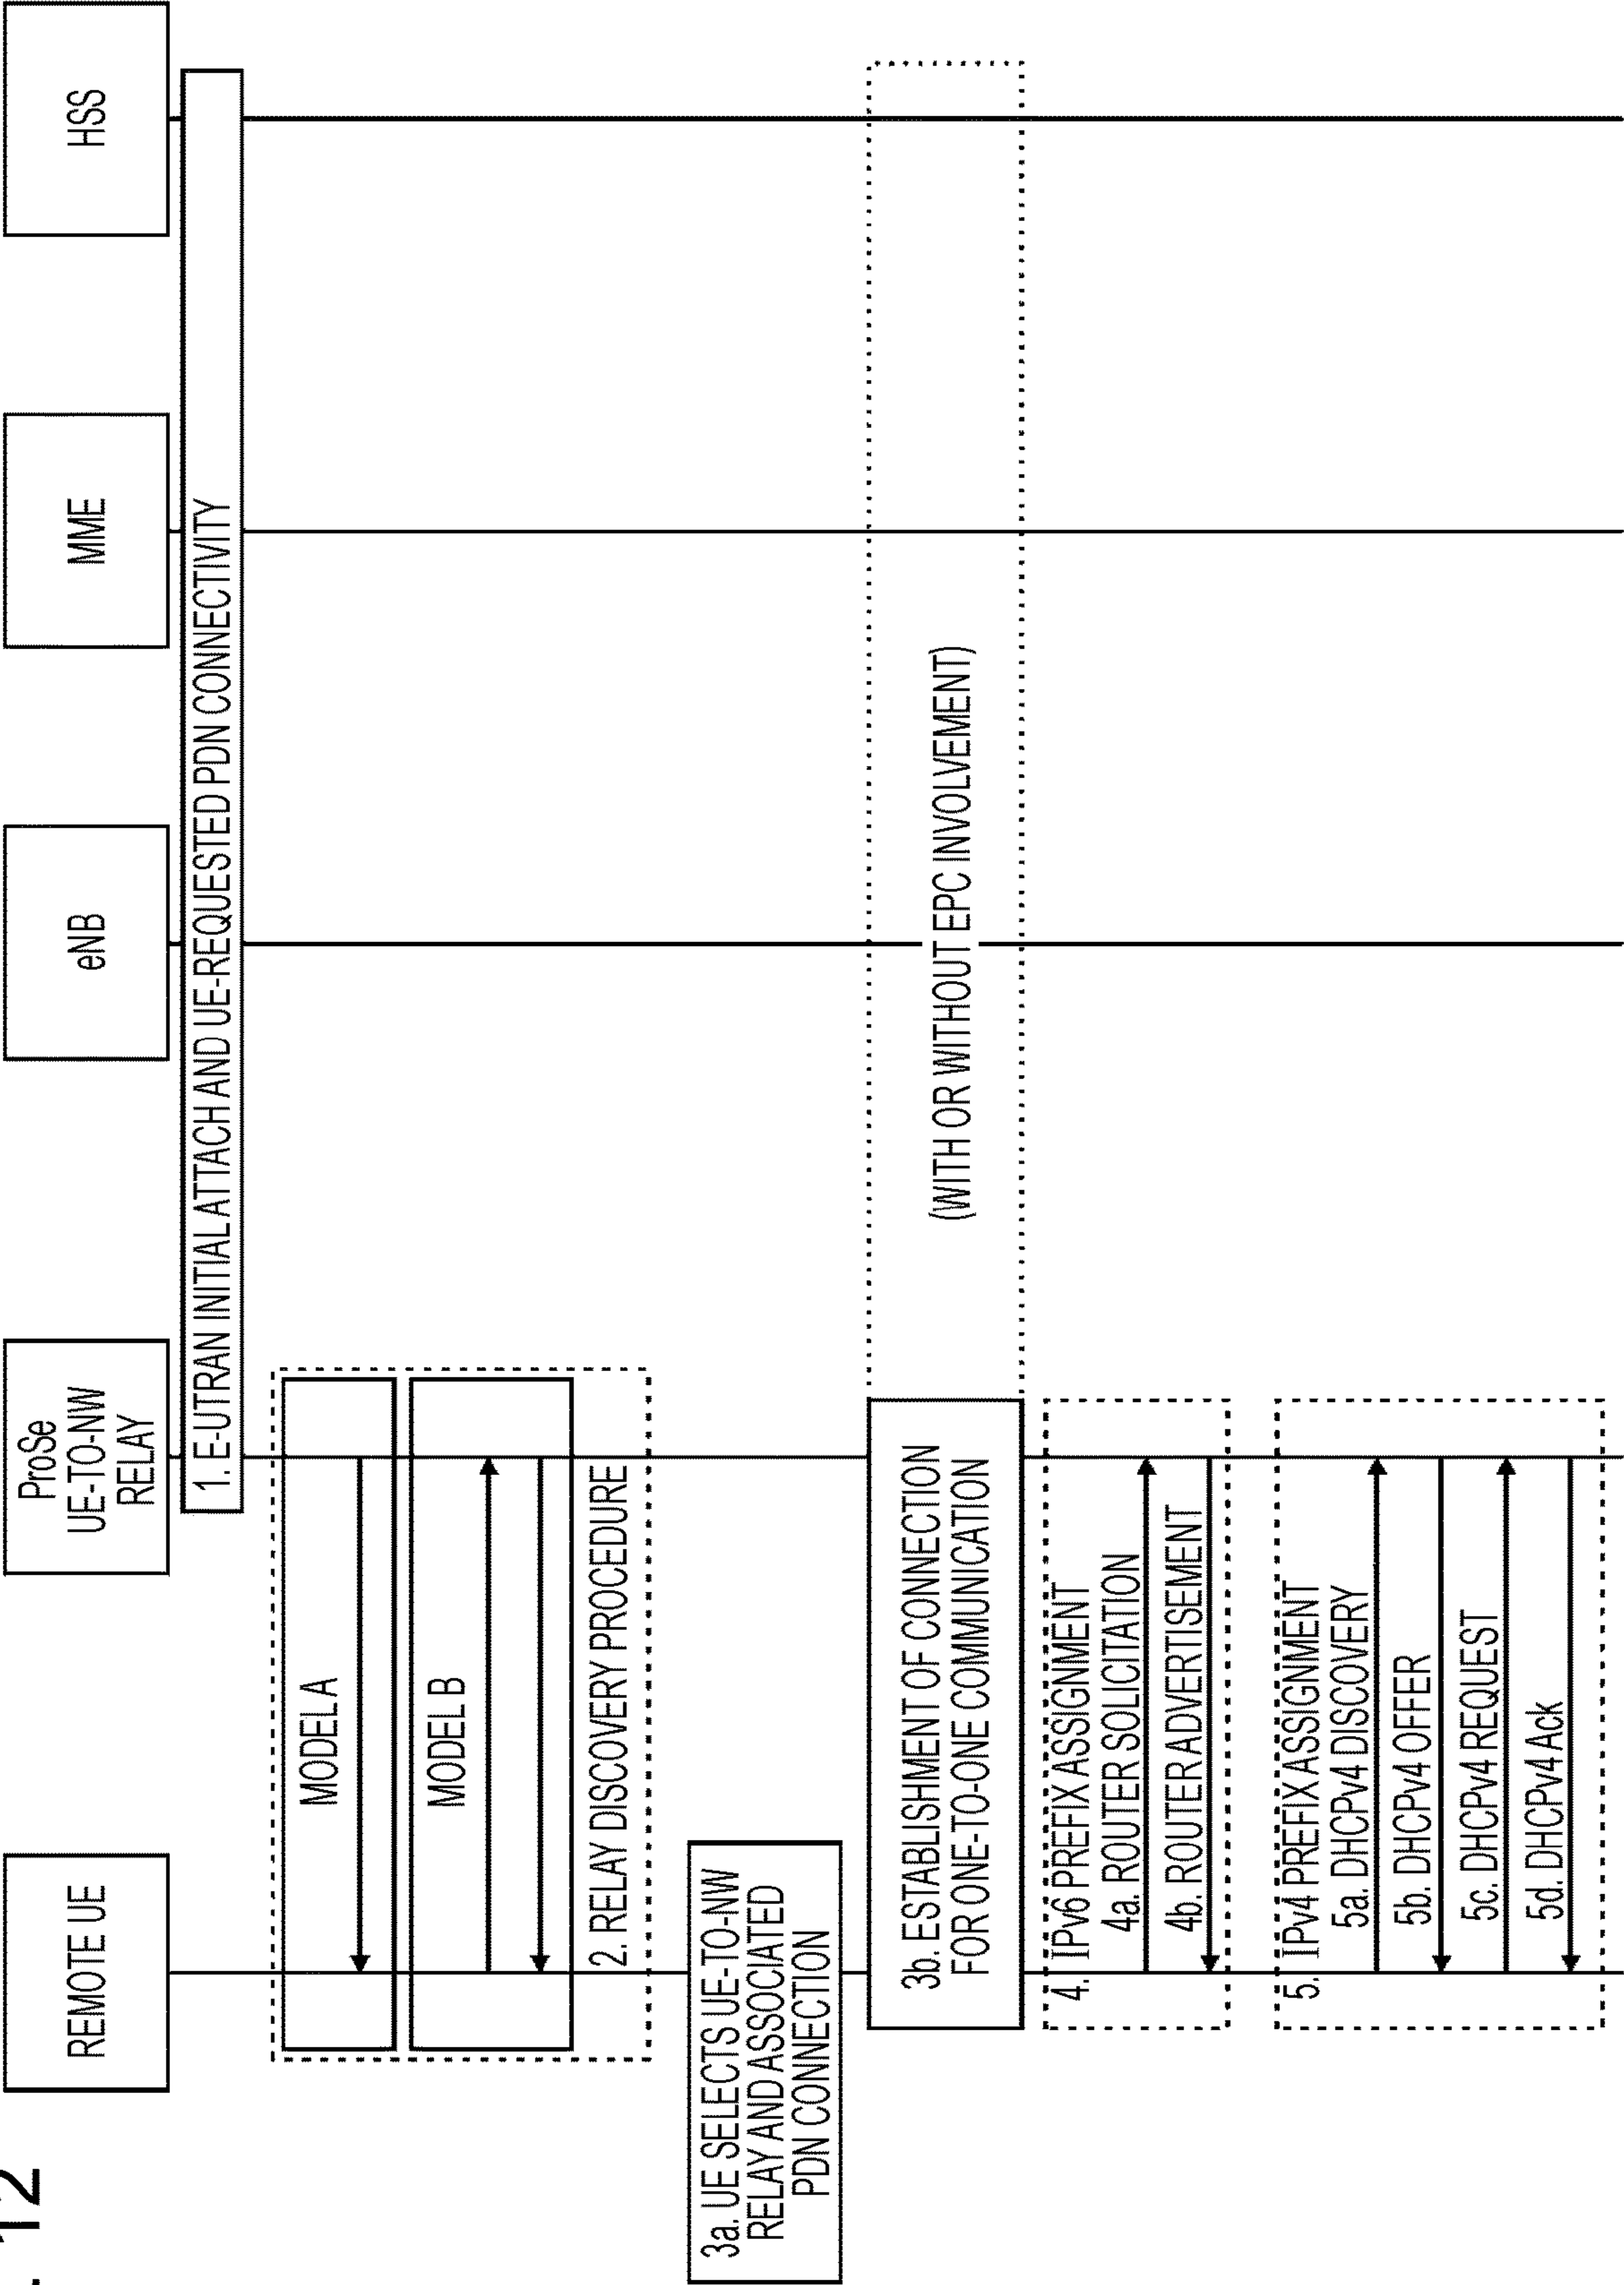 . 12
REMOTE UE
ProSe
UE-TO-NW
RELAY
eNB
MME
HSS
1. E-UTRAN INITIAL ATTACH AND UE-REQUESTED PDN CONNECTIVITY
MODEL A
MODEL B
2. RELAY DISCOVERY PROCEDURE
3a. UE SELECTS UE-TO-NW
RELAY AND ASSOCIATED
PDN CONNECTION
3b. ESTABLISHMENT OF CONNECTION
FOR ONE-TO-ONE COMMUNICATION
(WITH OR WITHOUT EPC INVOLVEMENT)
4. IPv6 PREFIX ASSIGNMENT
4a. ROUTER SOLICITATION
4b. ROUTER ADVERTISEMENT
5. IPv4 PREFIX ASSIGNMENT
5a. DHCPv4 DISCOVERY
5b. DHCPv4 OFFER
5c. DHCPv4 REQUEST
5d. DHCPv4 Ack